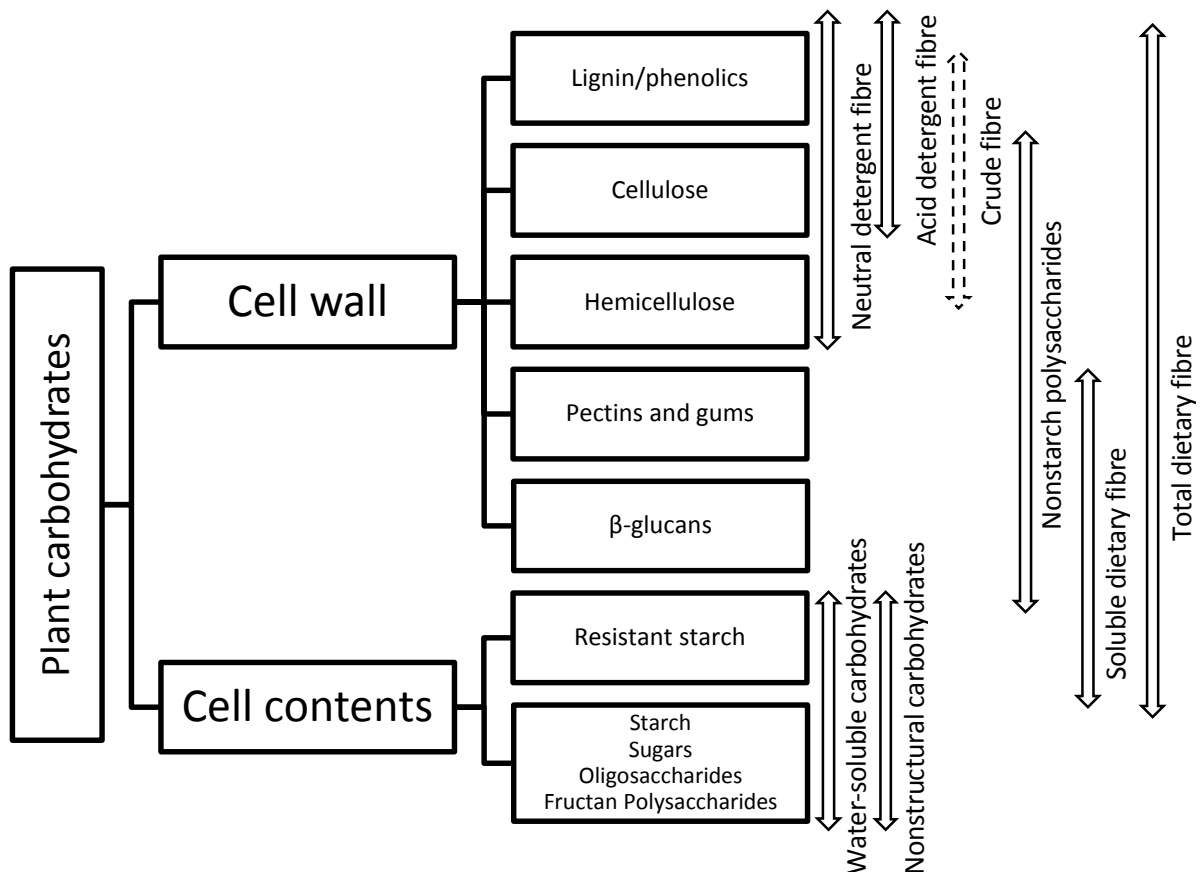 Plant carbohydrates
Cell wall
Cell contents
Lignin/phenolics
Cellulose
Hemicellulose
Pectins and gums
β-glucans
Resistant starch
Starch
Sugars
Oligosaccharides
Fructan Polysaccharides
Neutral detergent fibre
Acid detergent fibre
Crude fibre
Nonstarch polysaccharides
Soluble dietary fibre
Total dietary fibre
Water-soluble carbohydrates
Nonstructural carbohydrates